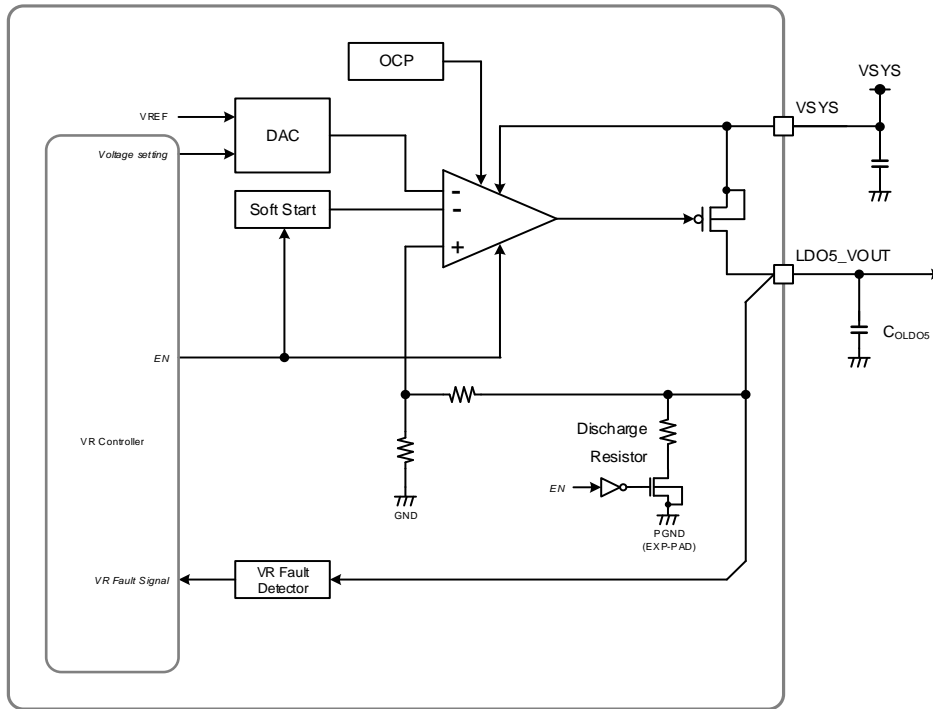 OCP
VSYS
VSYS
VREF
DAC
Voltage setting
-
-
+
Soft Start
LDO5_VOUT
COLDO5
EN
VR Controller
Discharge
Resistor
EN
GND
PGND
(EXP-PAD)
VR Fault Signal
VR Fault
Detector